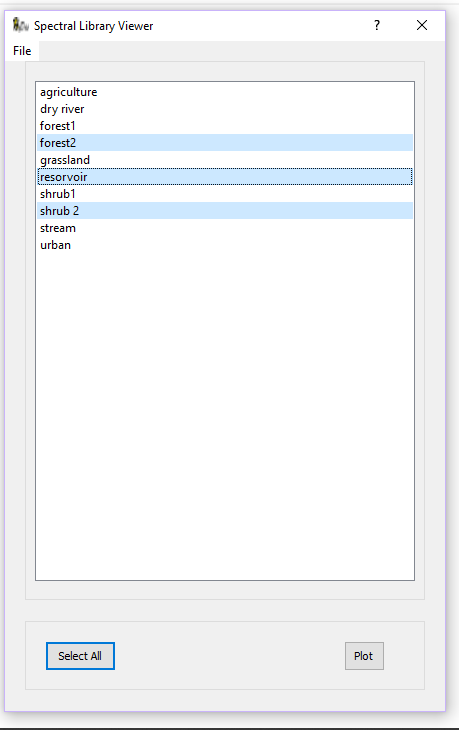 Spectral Library Viewer ?
File
agriculture
dry river
forest1
forest2
grassland
resorvoir
shrub1
shrub 2
stream
urban
Select All Plot